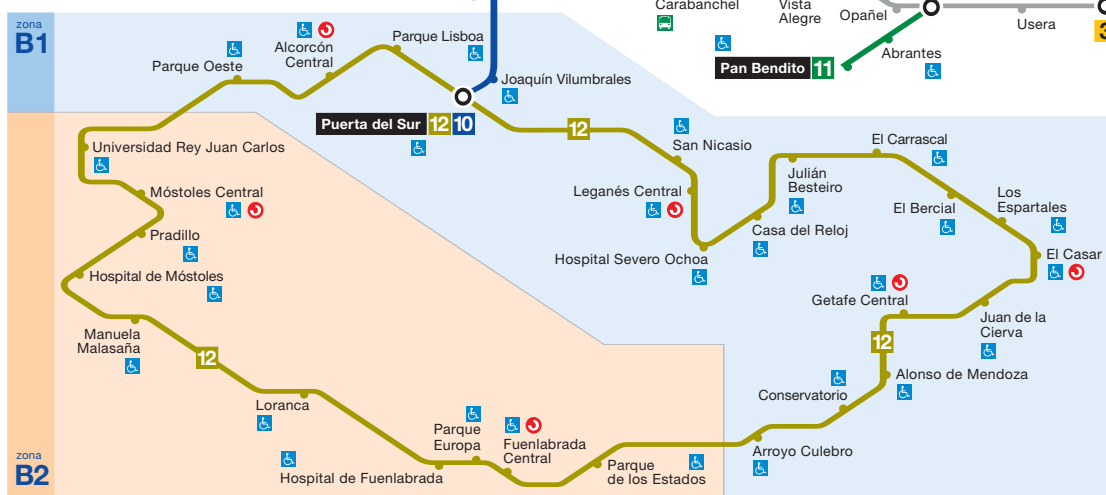 zona
B1
Carabanchel
Vista
Alegre
Opañel
Usera
3
Abrantes
Pan Bendito 11
Alcorcón
Central
Parque Lisboa
Parque Oeste
Joaquín Vilumbrales
Puerta del Sur 12 10
12
San Nicasio
El Carrascal
Universidad Rey Juan Carlos
Julián
Besteiro
Móstoles Central
Leganés Central
Los
Espartales
El Bercial
Pradillo
Casa del Reloj
Hospital Severo Ochoa
El Casar
Hospital de Móstoles
Getafe Central
Juan de la
Cierva
Manuela
Malasaña
12
12
Alonso de Mendoza
Conservatorio
Loranca
Parque
Europa
Fuenlabrada
Central
Arroyo Culebro
zona
B2
Hospital de Fuenlabrada
Parque
de los Estados